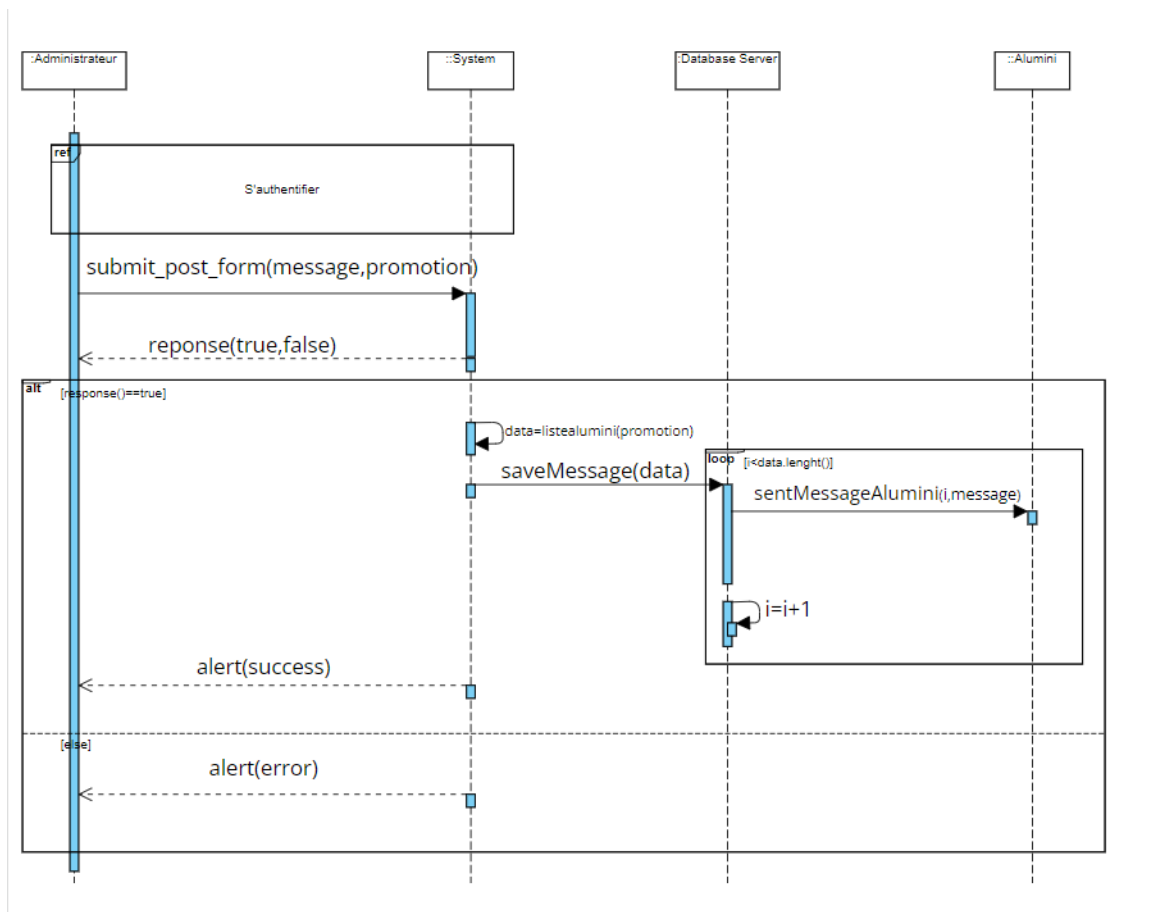 :Administrateur
::System
:Database Server
::Alumini
ref
S'authentifier
submit_post_form(message,promotion)
reponse(true,false)
alt
[response()==true]
data=listealumini(promotion)
loop
[i<data.lenght()]
saveMessage(data)
sentMessageAlumini(i,message)
i=i+1
alert(success)
[else]
alert(error)